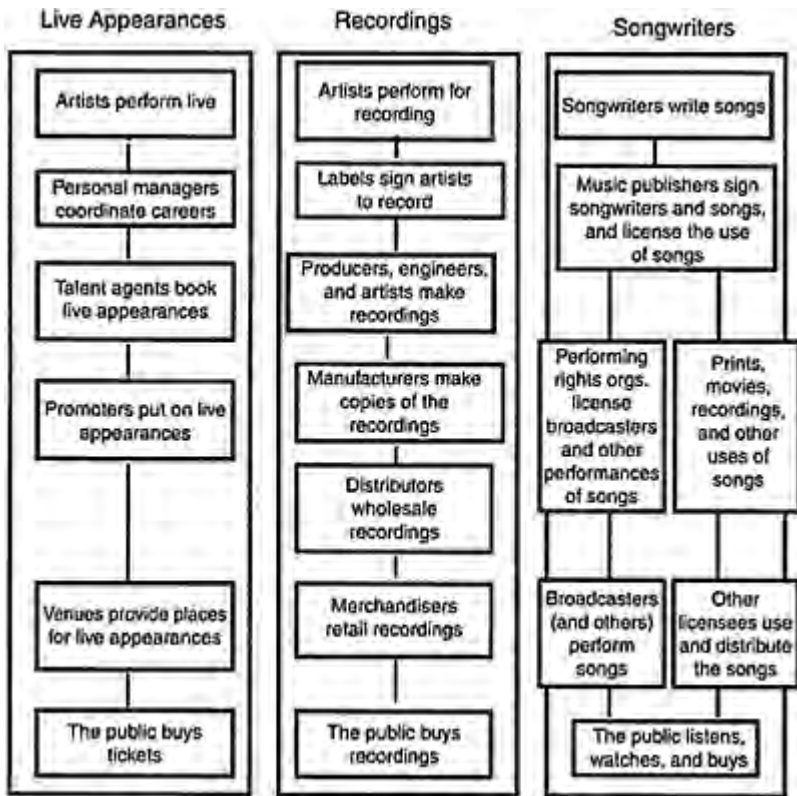 Live Appearances
Artists perform live
Personal managers
coordinate careers
Talent agents book
live appearances
Promoters put on live
appearances
Venues provide places
for live appearances
The public buys
tickets
Recordings
Artists perform for
recording
Labels sign artists
to record
Producers, engineers,
and artists make
recordings
Manufacturers make
copies of the
recordings
Distributors
wholesale
recordings
Merchandisers
retail recordings
The public buys
recordings
Songwriters
Songwriters write songs
Music publishers sign
songwriters and songs,
and license the use
of songs
Performing
rights orgs.
license
broadcasters
and other
performances
of songs
Prints,
movies,
recordings,
and other
uses of
songs
Broadcasters
(and others)
perform
songs
Other
licensees use
and distribute
the songs
The public listens,
watches, and buys